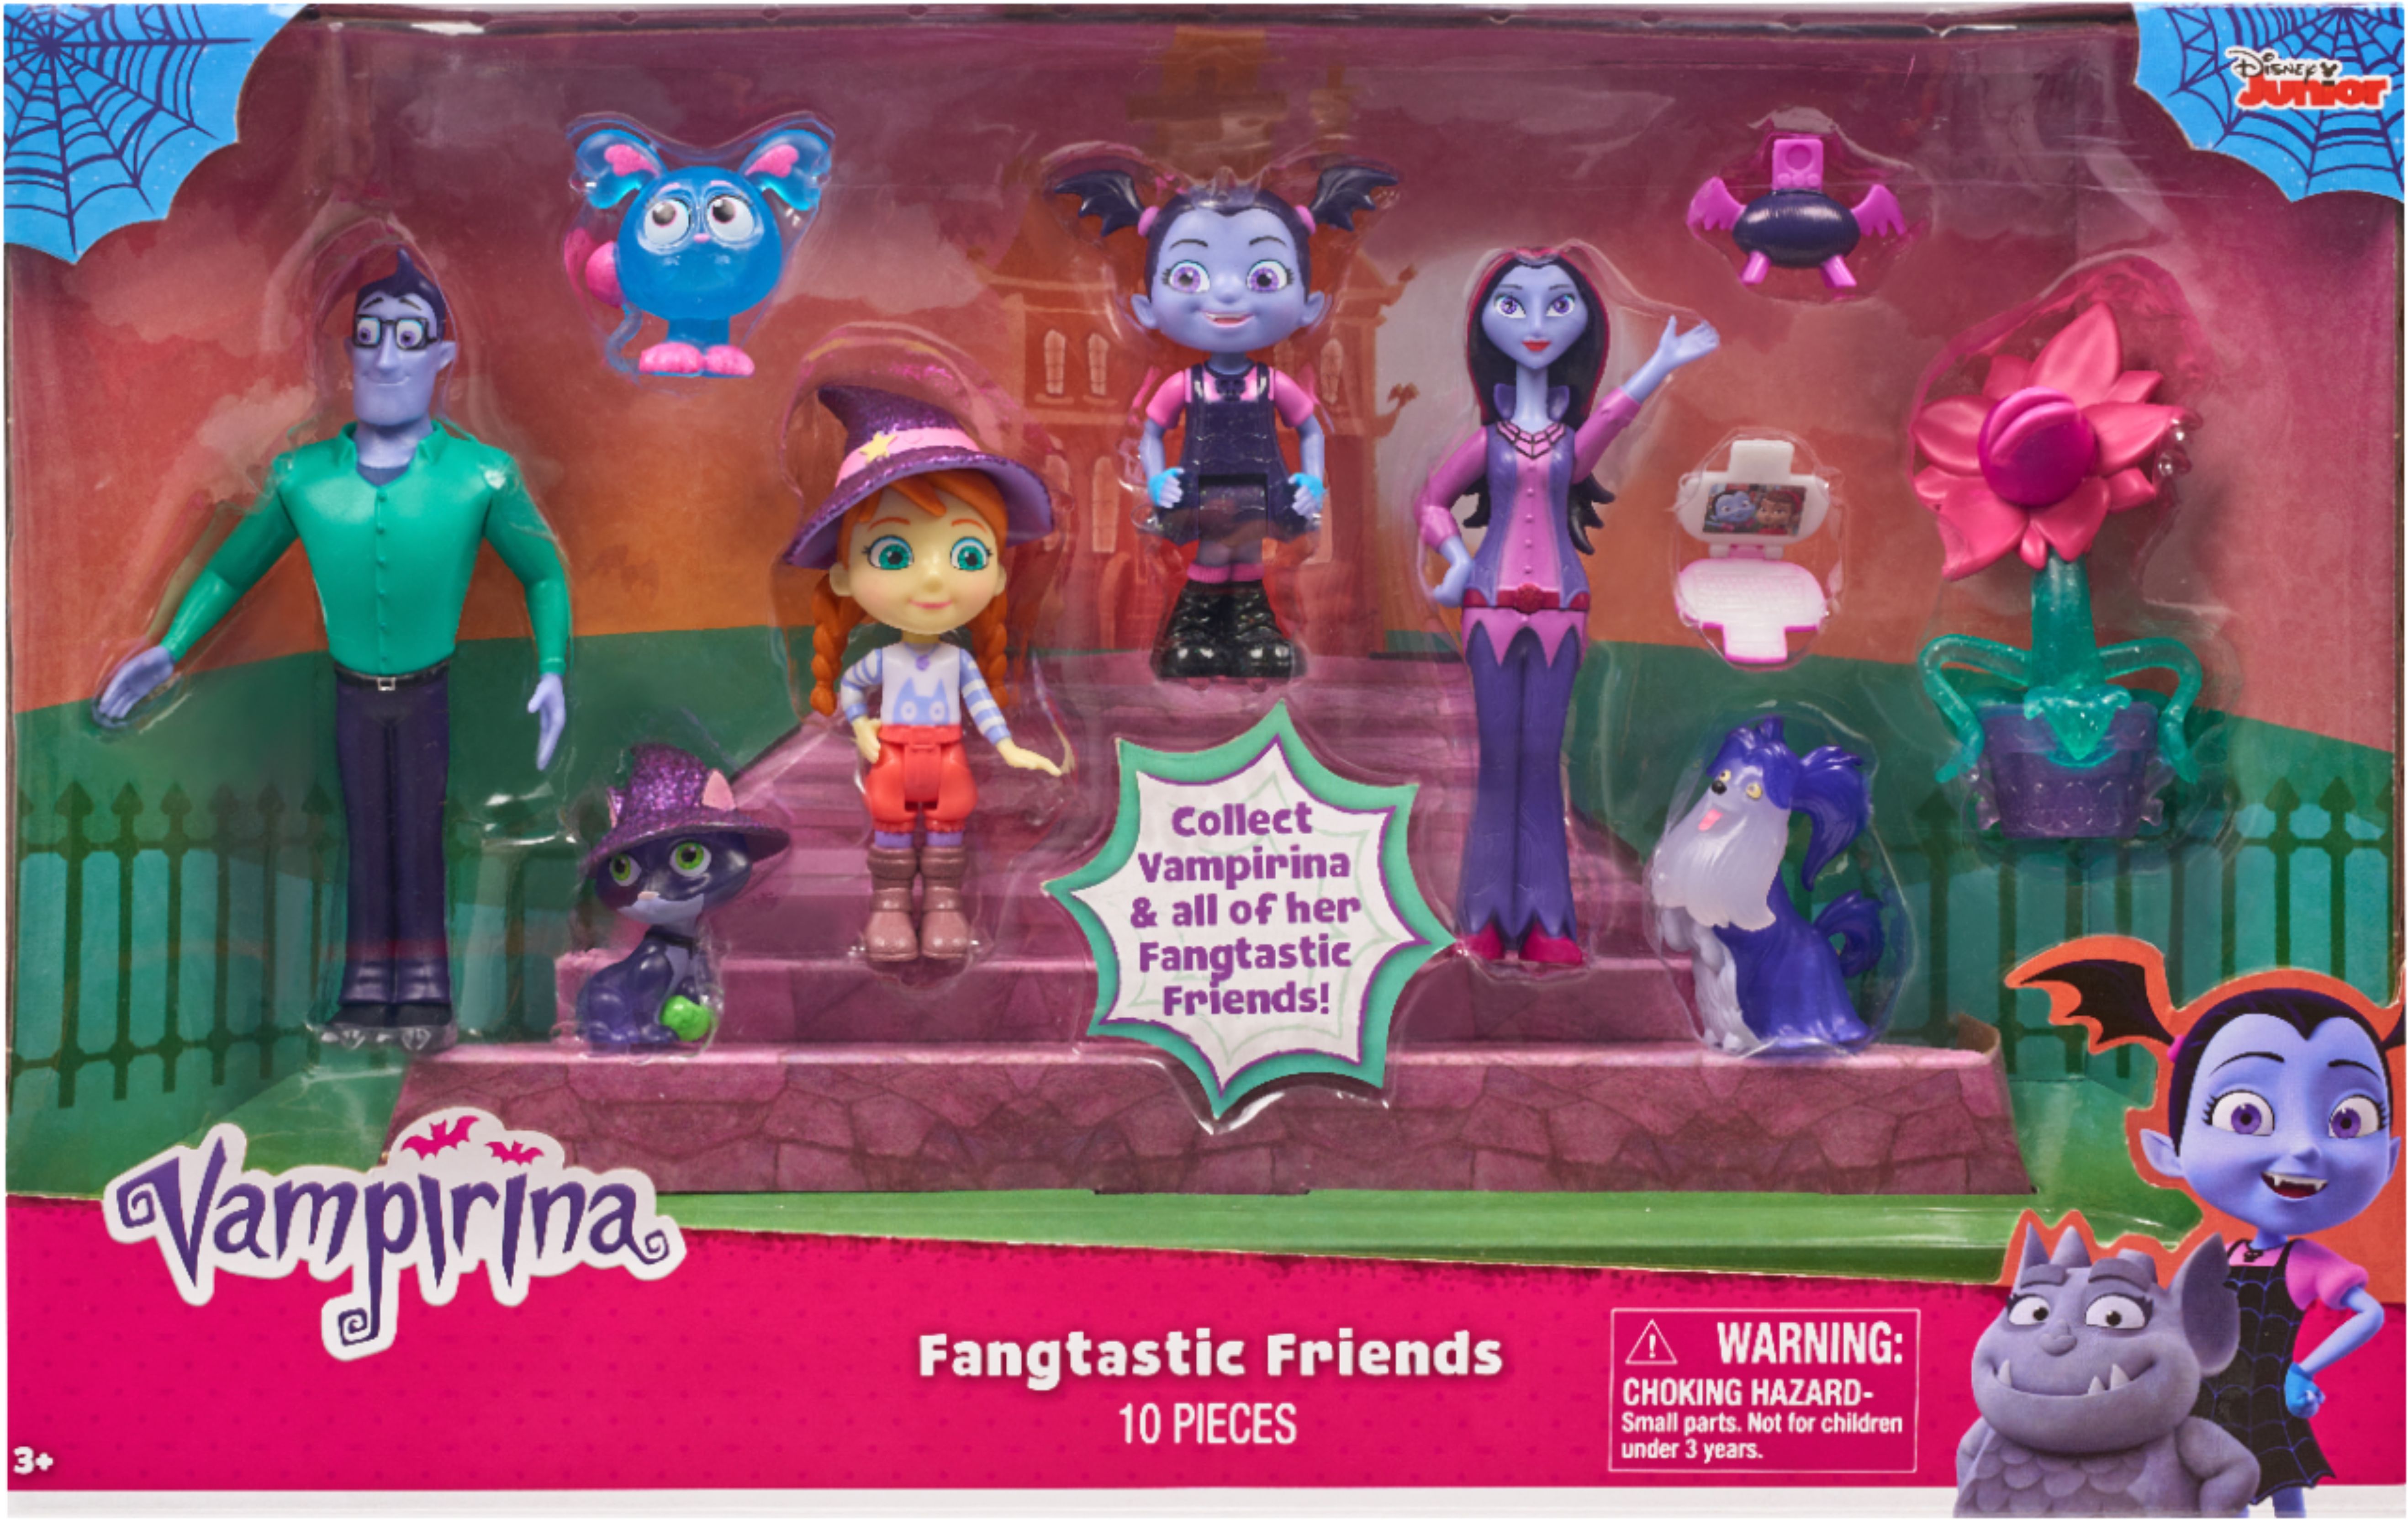 Disney
Junior
Collect
Vampirina
& all of her
Fangtastic
Friends!
Vampirina
Fangtastic Friends
10 PIECES
WARNING:
CHOKING HAZARD-
Small parts. Not for children
under 3 years.
3+